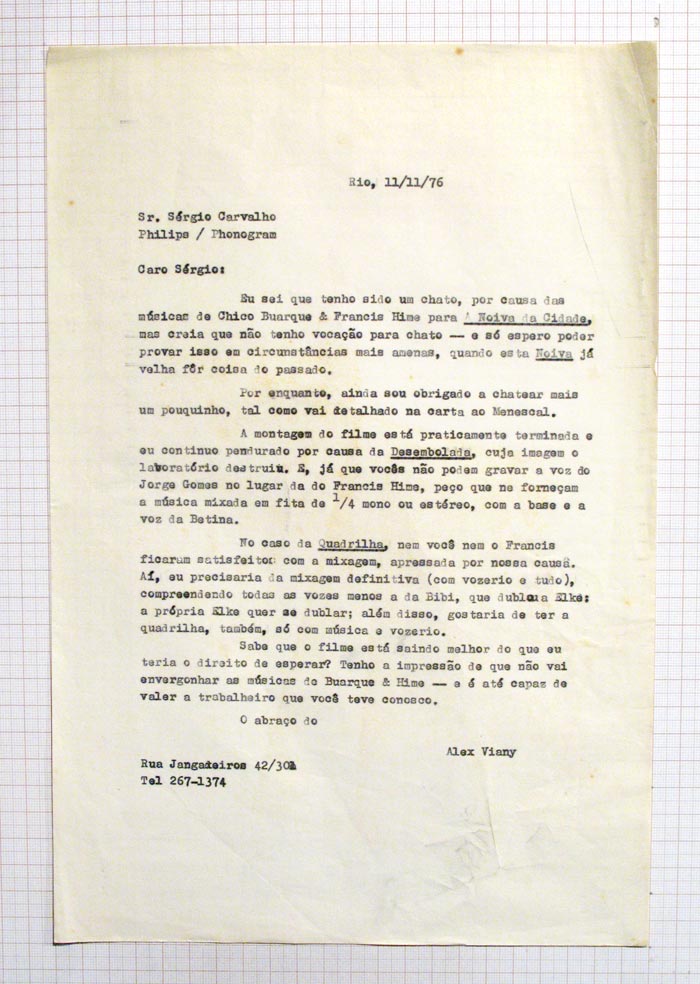 Rio, 11/11/76
Sr. Sérgio Carvalho
Philips / Phonogram
Caro Sérgio:
Eu sei que tenho sido um chato, por causa das
músicas de Chico Buarque & Francis Hime para A Noiva da Cidade,
mas creia que não tenho vocação para chato — e só espero poder
provar isso em circunstâncias mais amenas, quando esta Noiva já
velha fôr coisa do passado.
Por enquanto, ainda sou obrigado a chatear mais
um pouquinho, tal como vai detalhado na carta ao Menescal.
A montagem do filme está praticamente terminada e
eu continuo pendurado por causa da Desembolada, cuja imagem o
laboratório destruiu. E, já que vocês não podem gravar a voz do
Jorge Gomes no lugar da do Francis Hime, peço que me forneçam
a música mixada em fita de 1/4 mono ou estéreo, com a base e a
voz da Betina.
No caso da Quadrilha, nem você nem o Francis
ficaram satisfeitos com a mixagem, apressada por nossa causa.
Aí, eu precisaria da mixagem definitiva (com vozerio e tudo),
compreendendo todas as vozes menos a da Bibi, que dublou a Elke:
a própria Elke quer se dublar; além disso, gostaria de ter a
quadrilha, também, só com música e vozerio.
Sabe que o filme está saindo melhor do que eu
teria o direito de esperar? Tenho a impressão de que não vai
envergonhar as músicas de Buarque & Hime — e é até capaz de
valer a trabalheiro que você teve conosco.
O abraço do
Alex Viany
Rua Jangadeiros 42/302
Tel 267-1374